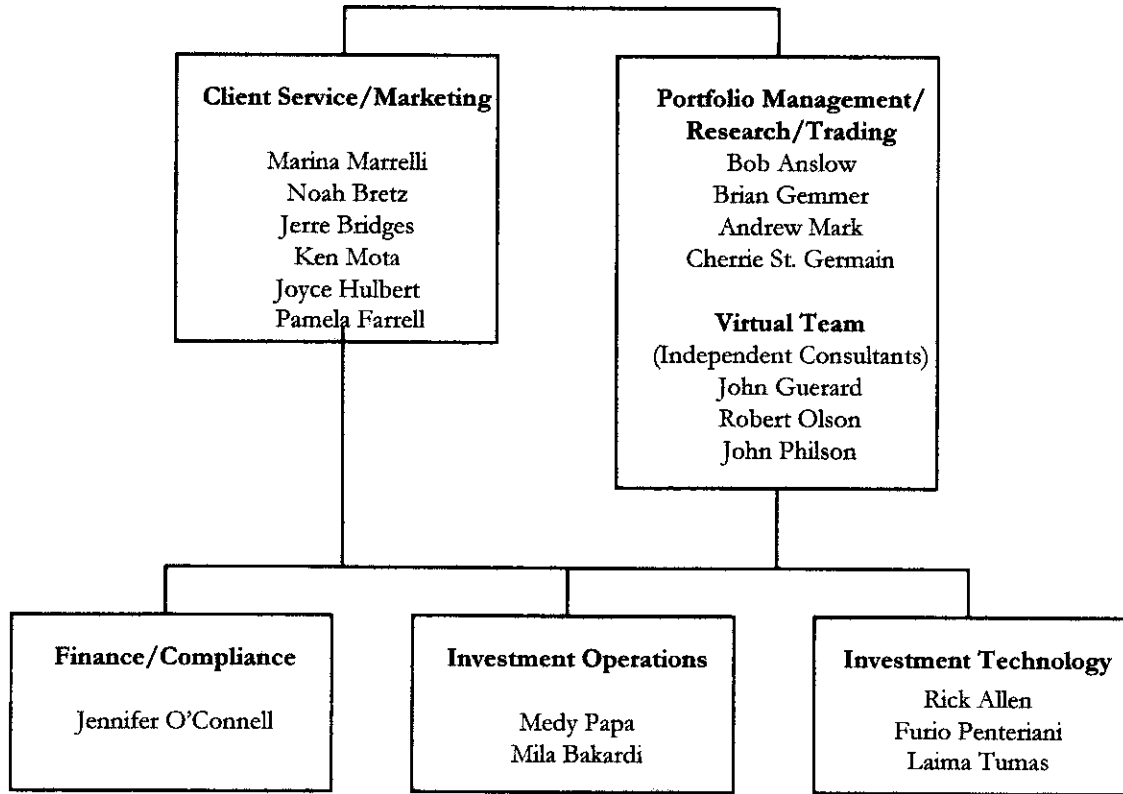 Client Service/Marketing
Marina Marrelli
Noah Bretz
Jerre Bridges
Ken Mota
Joyce Hulbert
Pamela Farrell
Portfolio Management/
Research/Trading
Bob Anslow
Brian Gemmer
Andrew Mark
Cherrie St. Germain
Virtual Team
(Independent Consultants)
John Guerard
Robert Olson
John Philson
Finance/Compliance
Jennifer O'Connell
Investment Operations
Medy Papa
Mila Bakardi
Investment Technology
Rick Allen
Furio Penteriani
Laima Tumas